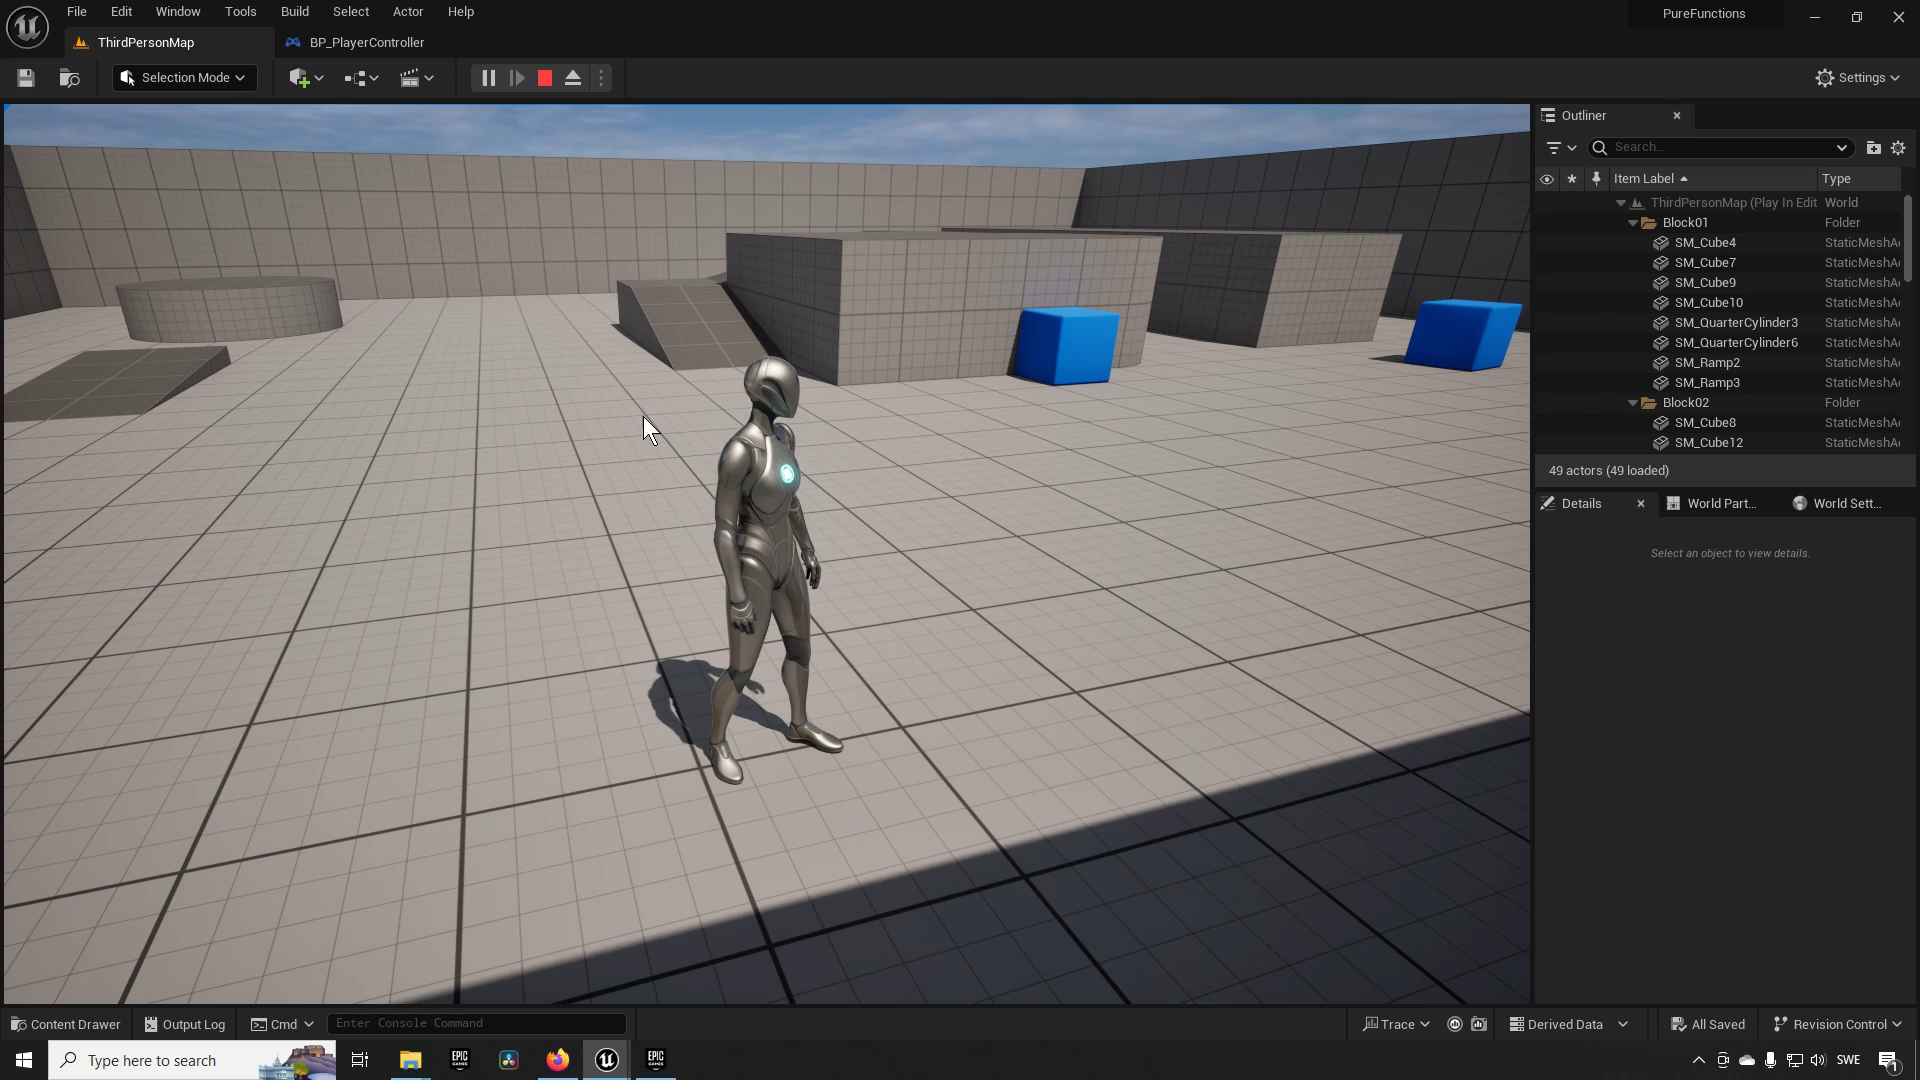 File Edit Window Tools Build Select Actor Help
PureFunctions
ThirdPersonMap
BP_PlayerController
Selection Mode
Settings
Outliner
Search...
Item Label Type
ThirdPersonMap (Play In Edit World
Block01 Folder
SM_Cube4 StaticMeshA
SM_Cube7 StaticMeshA
SM_Cube9 StaticMeshA
SM_Cube10 StaticMeshA
SM_QuarterCylinder3 StaticMeshA
SM_QuarterCylinder6 StaticMeshA
SM_Ramp2 StaticMeshA
SM_Ramp3 StaticMeshA
Block02 Folder
SM_Cube8 StaticMeshA
SM_Cube12 StaticMeshA
49 actors (49 loaded)
Details World Part... World Sett...
Select an object to view details.
Content Drawer Output Log Cmd Enter Console Command Trace Derived Data All Saved Revision Control
Type here to search
EPIC GAMES
EPIC GAMES
SWE
1